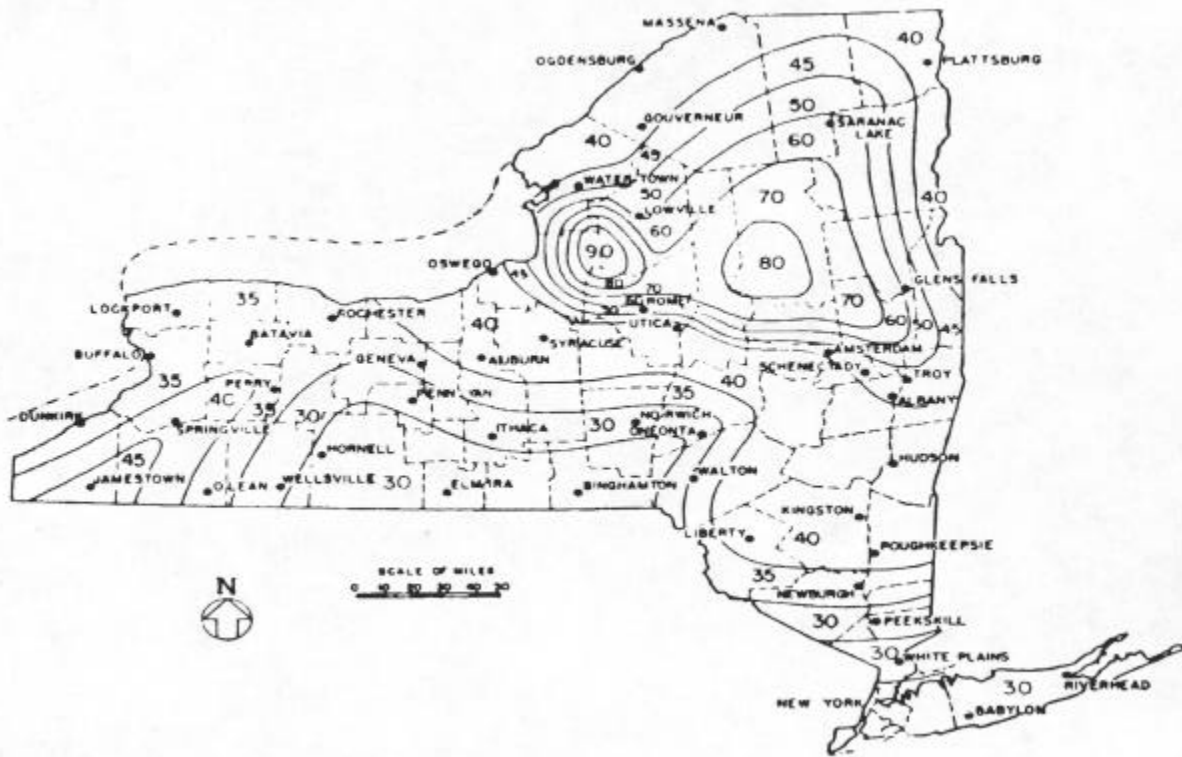 MASSENA
40
OGDENSBURG
PLATTSBURG
45
50
GOUVERNEUR
SARANAC LAKE
40
45
60
WATERTOWN
50
70
40
LOWVILLE
60
90
80
OSWEGO
45
80
70
GLENS FALLS
LOCKPORT
35
ROCHESTER
ROME
70
60
50
45
BATAVIA
40
UTICA
SYRACUSE
BUFFALO
GENEVA
AUBURN
AMSTERDAM
SCHENECTADY
TROY
35
PERRY
40
35
30
PENN YAN
35
40
ALBANY
DUNKIRK
SPRINGVILLE
ITHACA
30
NORWICH
ONEONTA
HORNELL
45
HUDSON
JAMESTOWN
OLEAN
WELLSVILLE
30
ELMIRA
BINGHAMTON
WALTON
KINGSTON
LIBERTY
40
POUGHKEEPSIE
SCALE OF MILES
35
NEWBURGH
N
30
PEEKSKILL
30
WHITE PLAINS
30
RIVERHEAD
NEW YORK
BABYLON